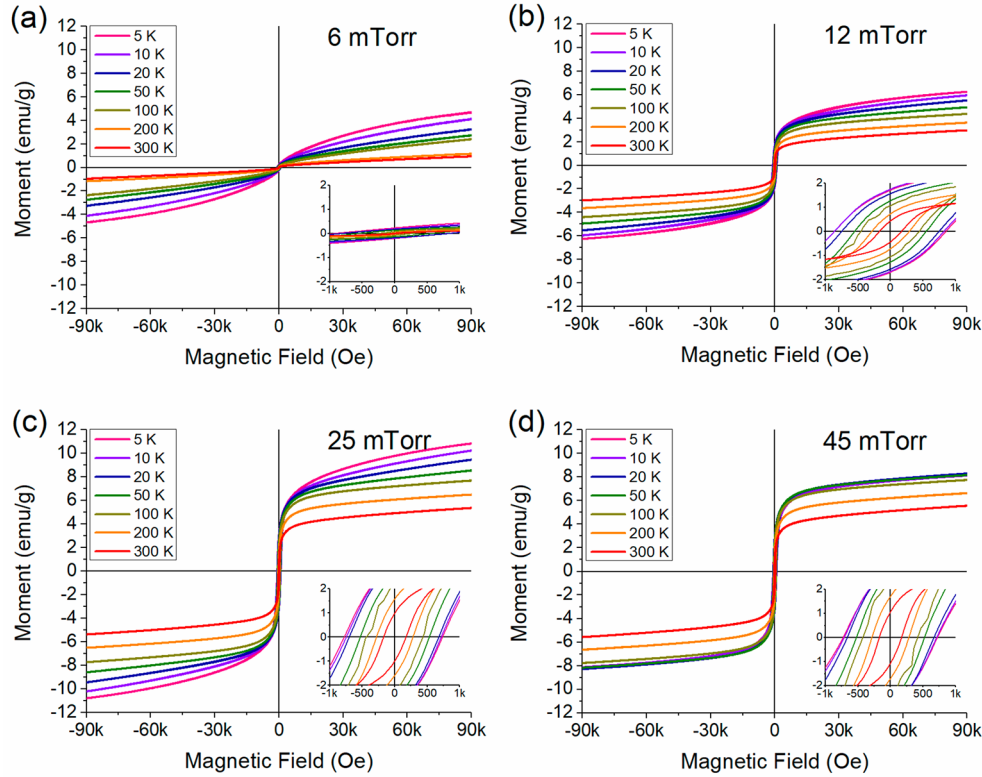 (a)
6 mTorr
5 K
10 K
20 K
50 K
100 K
200 K
300 K
12
10
8
6
4
2
0
-2
-4
-6
-8
-10
-12
-90k -60k -30k 0 30k 60k 90k
Moment (emu/g)
Magnetic Field (Oe)
2
1
0
-1
-2
-1k -500 0 500 1k
(b)
12 mTorr
5 K
10 K
20 K
50 K
100 K
200 K
300 K
12
10
8
6
4
2
0
-2
-4
-6
-8
-10
-12
-90k -60k -30k 0 30k 60k 90k
Moment (emu/g)
Magnetic Field (Oe)
2
1
0
-1
-2
-1k -500 0 500 1k
(c)
25 mTorr
5 K
10 K
20 K
50 K
100 K
200 K
300 K
12
10
8
6
4
2
0
-2
-4
-6
-8
-10
-12
-90k -60k -30k 0 30k 60k 90k
Moment (emu/g)
Magnetic Field (Oe)
2
1
0
-1
-2
-1k -500 0 500 1k
(d)
45 mTorr
5 K
10 K
20 K
50 K
100 K
200 K
300 K
12
10
8
6
4
2
0
-2
-4
-6
-8
-10
-12
-90k -60k -30k 0 30k 60k 90k
Moment (emu/g)
Magnetic Field (Oe)
2
1
0
-1
-2
-1k -500 0 500 1k